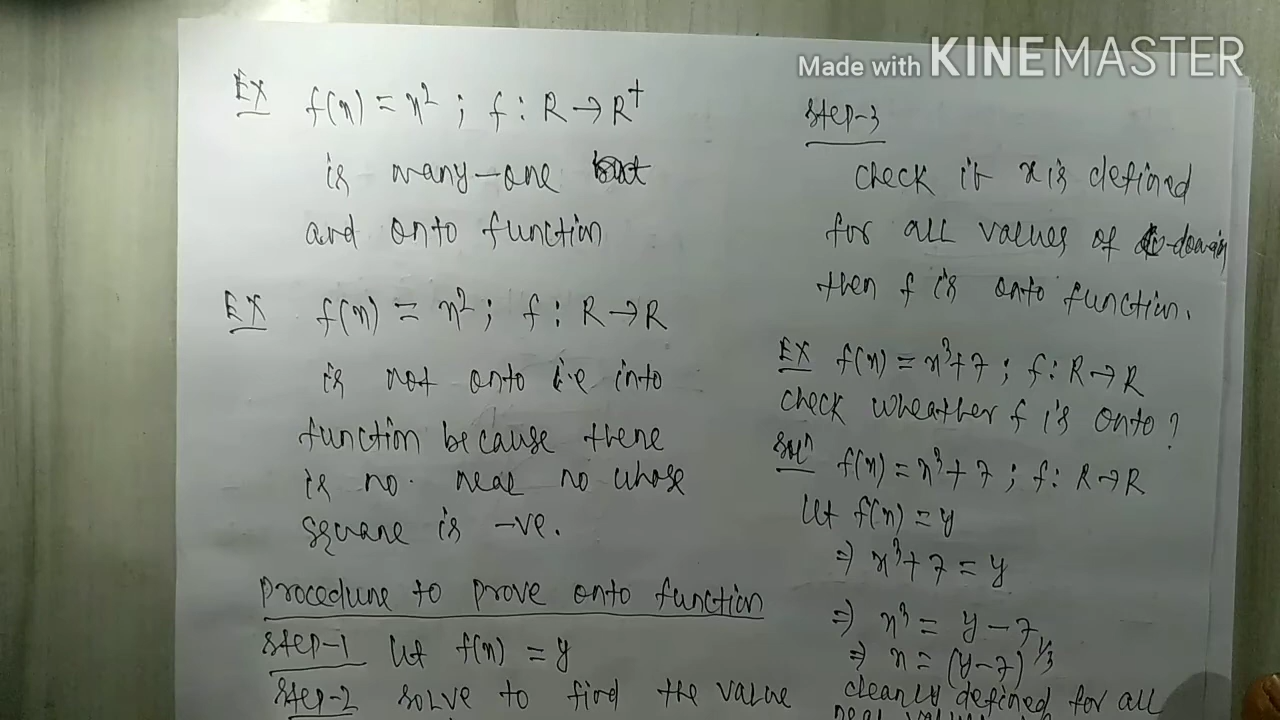 Made with KINEMASTER
Ex f(x) = x² ; f : R → R⁺
is many-one
and onto function
Ex f(x) = x² ; f : R → R
is not onto i.e into
function because there
is no. real no whose
square is -ve.
Procedure to prove onto function
Step-1 Let f(x) = y
Step-2 solve to find the value
Step-3
check if x is defined
for all values of co-domain
then f is onto function.
Ex f(x) = x³+7 ; f : R → R
check wheather f is onto?
Solⁿ f(x) = x³+7 ; f : R → R
Let f(x) = y
⇒ x³+7 = y
⇒ x³ = y-7
⇒ x = (y-7)^1/3
clearly defined for all